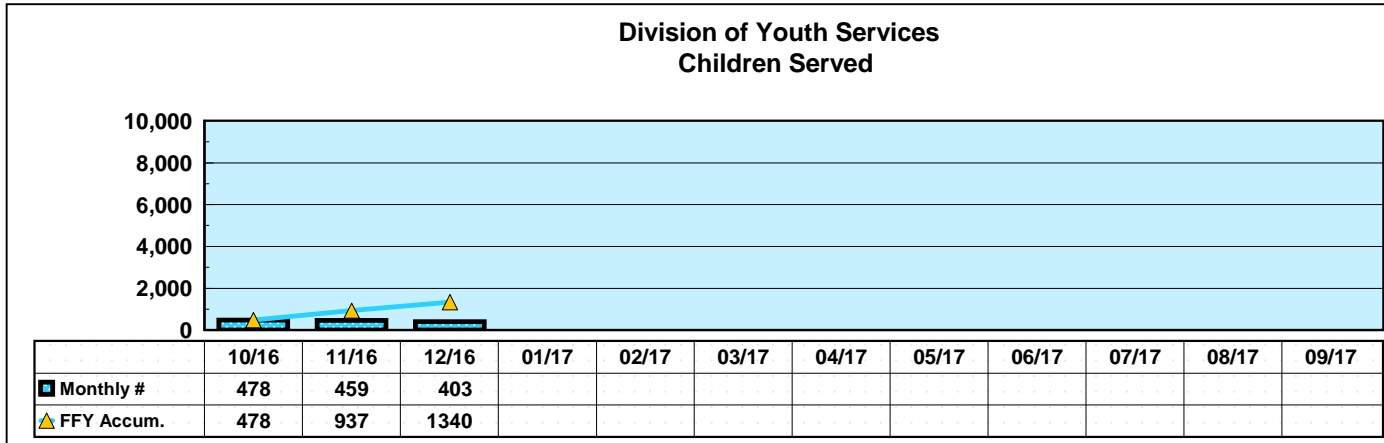 Division of Youth Services
Children Served
10,000
8,000
6,000
4,000
2,000
0
10/16 11/16 12/16 01/17 02/17 03/17 04/17 05/17 06/17 07/17 08/17 09/17
Monthly # 478 459 403
FFY Accum. 478 937 1340